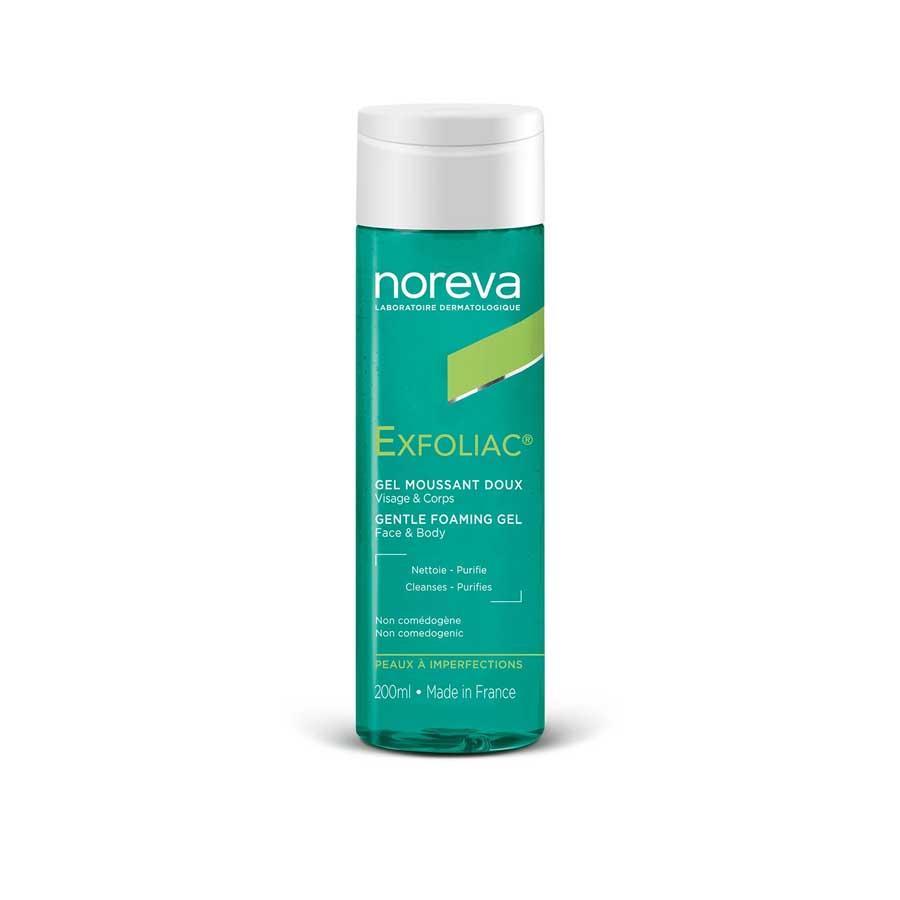 noreva
LABORATOIRE DERMATOLOGIQUE
EXFOLIAC®
GEL MOUSSANT DOUX
Visage & Corps
GENTLE FOAMING GEL
Face & Body
Nettoie - Purifie
Cleanses - Purifies
Non comédogène
Non comedogenic
PEAUX À IMPERFECTIONS
200ml • Made in France